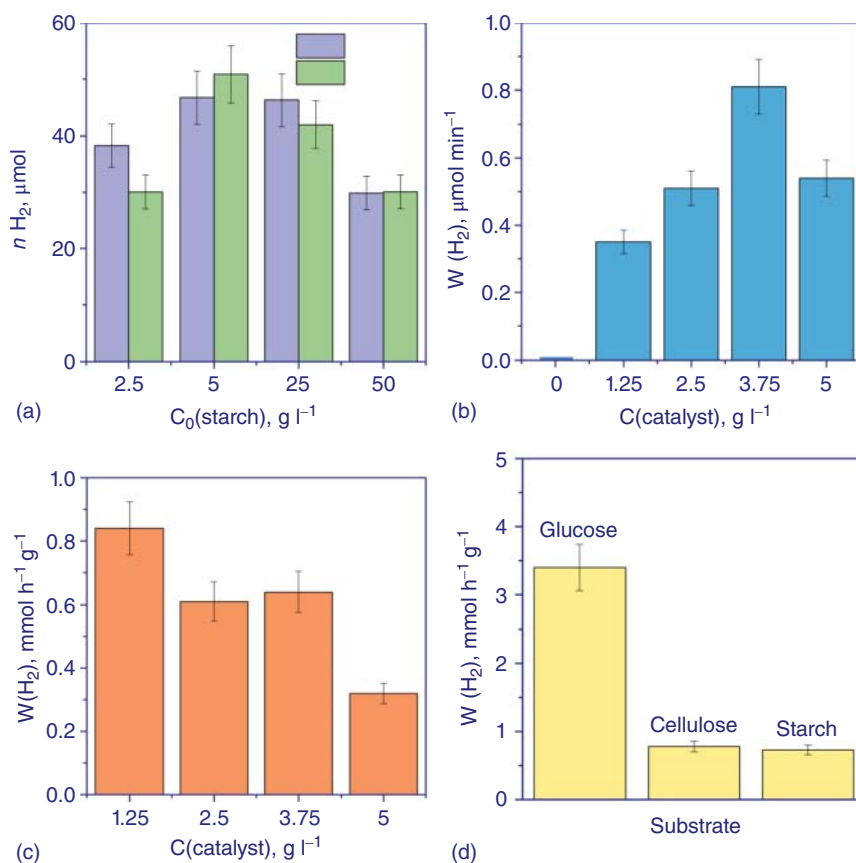 60
40
20
0
n H₂, μmol
2.5 5 25 50
C₀(starch), g l⁻¹
(a)
1.0
0.8
0.6
0.4
0.2
0.0
W (H₂), μmol min⁻¹
0 1.25 2.5 3.75 5
C(catalyst), g l⁻¹
(b)
1.0
0.8
0.6
0.4
0.2
0.0
W(H₂), mmol h⁻¹ g⁻¹
1.25 2.5 3.75 5
C(catalyst), g l⁻¹
(c)
5
4
3
2
1
0
W (H₂), mmol h⁻¹ g⁻¹
Glucose
Cellulose
Starch
Substrate
(d)